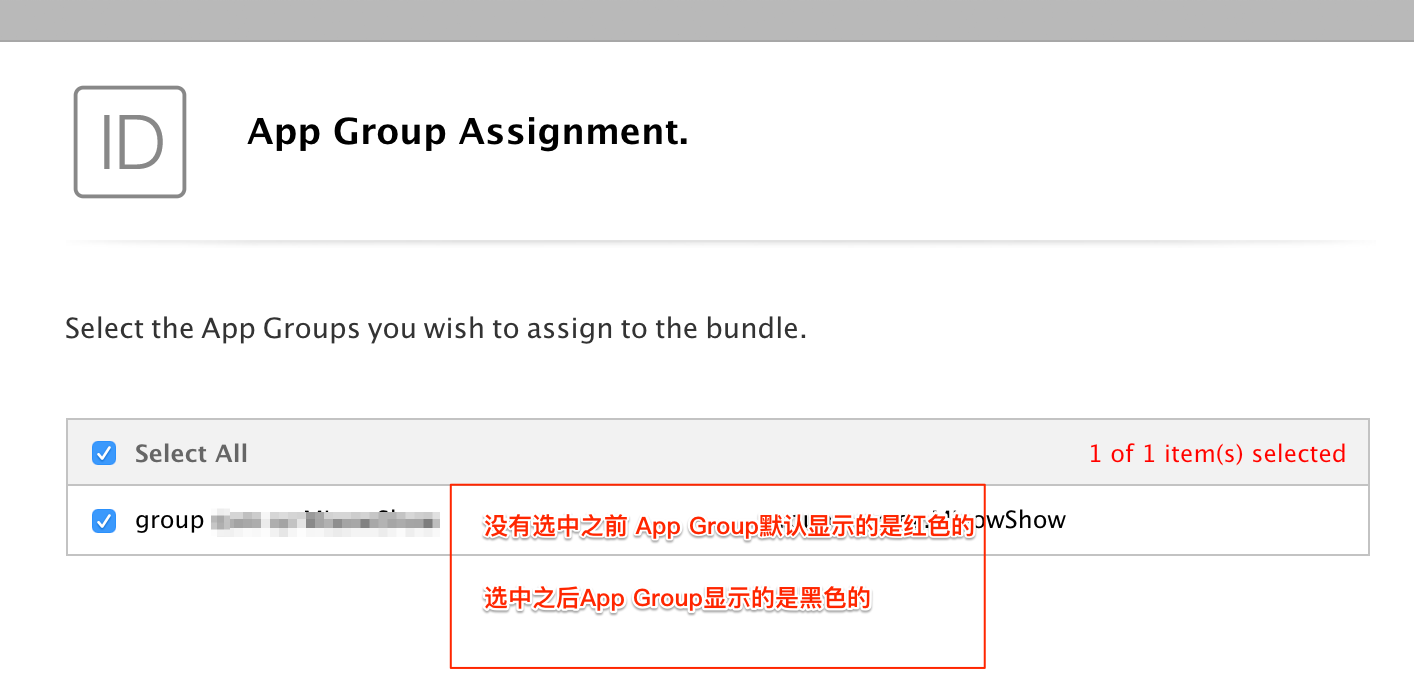 ID
App Group Assignment.
Select the App Groups you wish to assign to the bundle.
Select All 1 of 1 item(s) selected
group
没有选中之前 App Group默认显示的是红色的
选中之后App Group显示的是黑色的